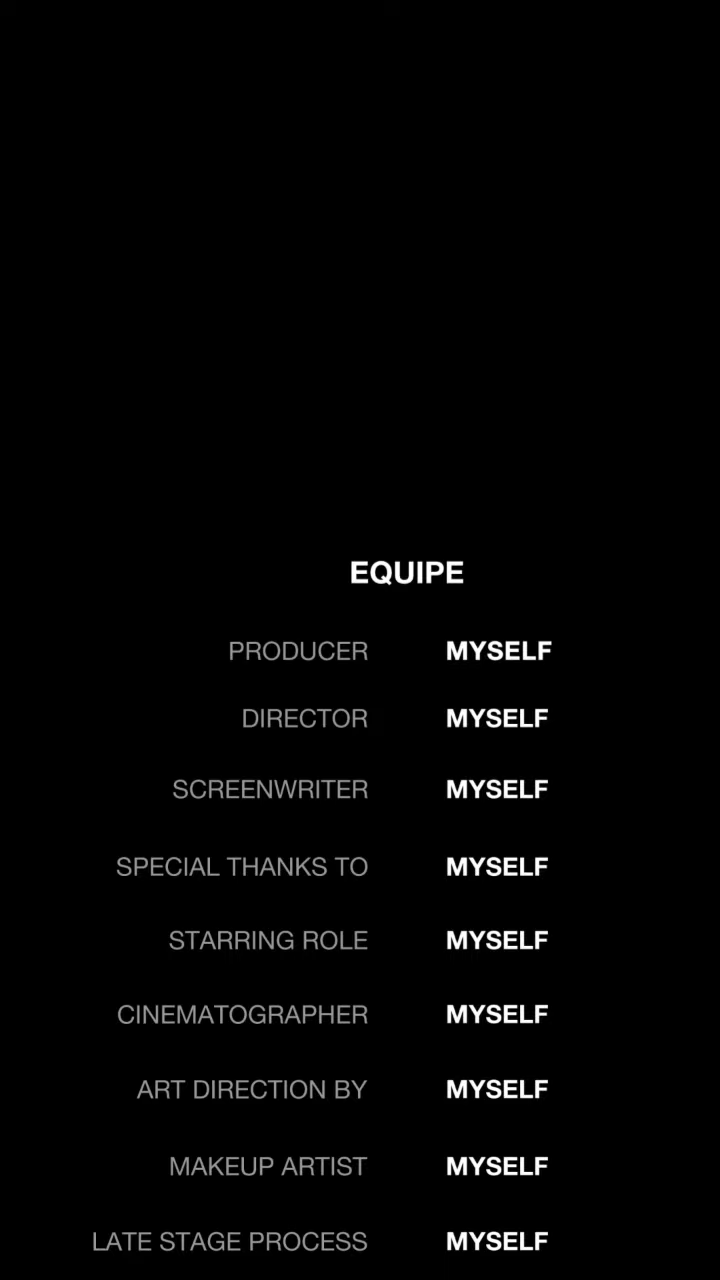 EQUIPE
PRODUCER MYSELF
DIRECTOR MYSELF
SCREENWRITER MYSELF
SPECIAL THANKS TO MYSELF
STARRING ROLE MYSELF
CINEMATOGRAPHER MYSELF
ART DIRECTION BY MYSELF
MAKEUP ARTIST MYSELF
LATE STAGE PROCESS MYSELF